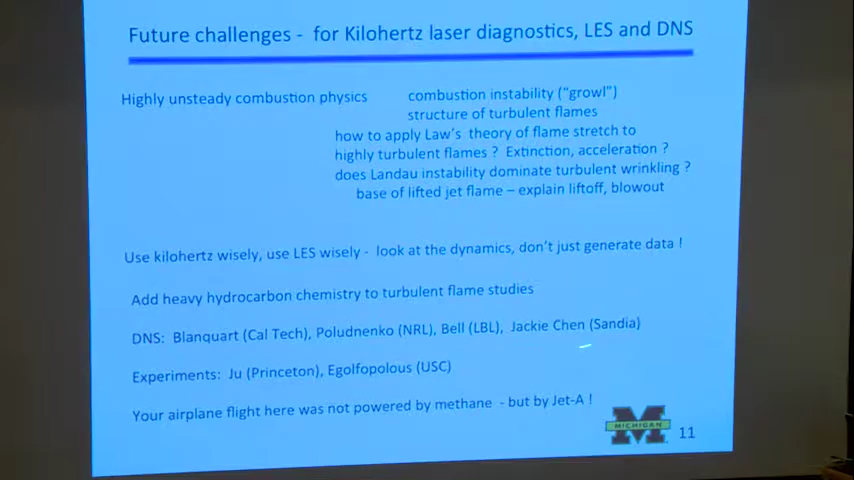 Future challenges - for Kilohertz laser diagnostics, LES and DNS
Highly unsteady combustion physics combustion instability ("growl")
structure of turbulent flames
how to apply Law's theory of flame stretch to
highly turbulent flames ? Extinction, acceleration ?
does Landau instability dominate turbulent wrinkling ?
base of lifted jet flame – explain liftoff, blowout
Use kilohertz wisely, use LES wisely - look at the dynamics, don't just generate data !
Add heavy hydrocarbon chemistry to turbulent flame studies
DNS: Blanquart (Cal Tech), Poludnenko (NRL), Bell (LBL), Jackie Chen (Sandia)
Experiments: Ju (Princeton), Egolfopolous (USC)
Your airplane flight here was not powered by methane - but by Jet-A !
M
MICHIGAN
11